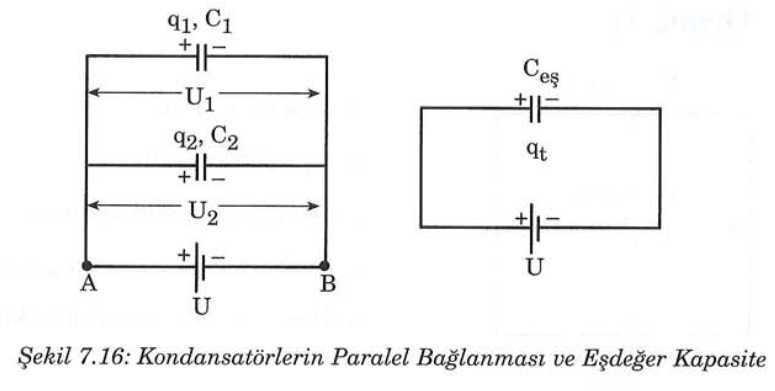 q1, C1
+ −
U1
q2, C2
+ −
U2
+ −
A B
U
Ceş
+ −
qt
+ −
U
Şekil 7.16: Kondansatörlerin Paralel Bağlanması ve Eşdeğer Kapasite